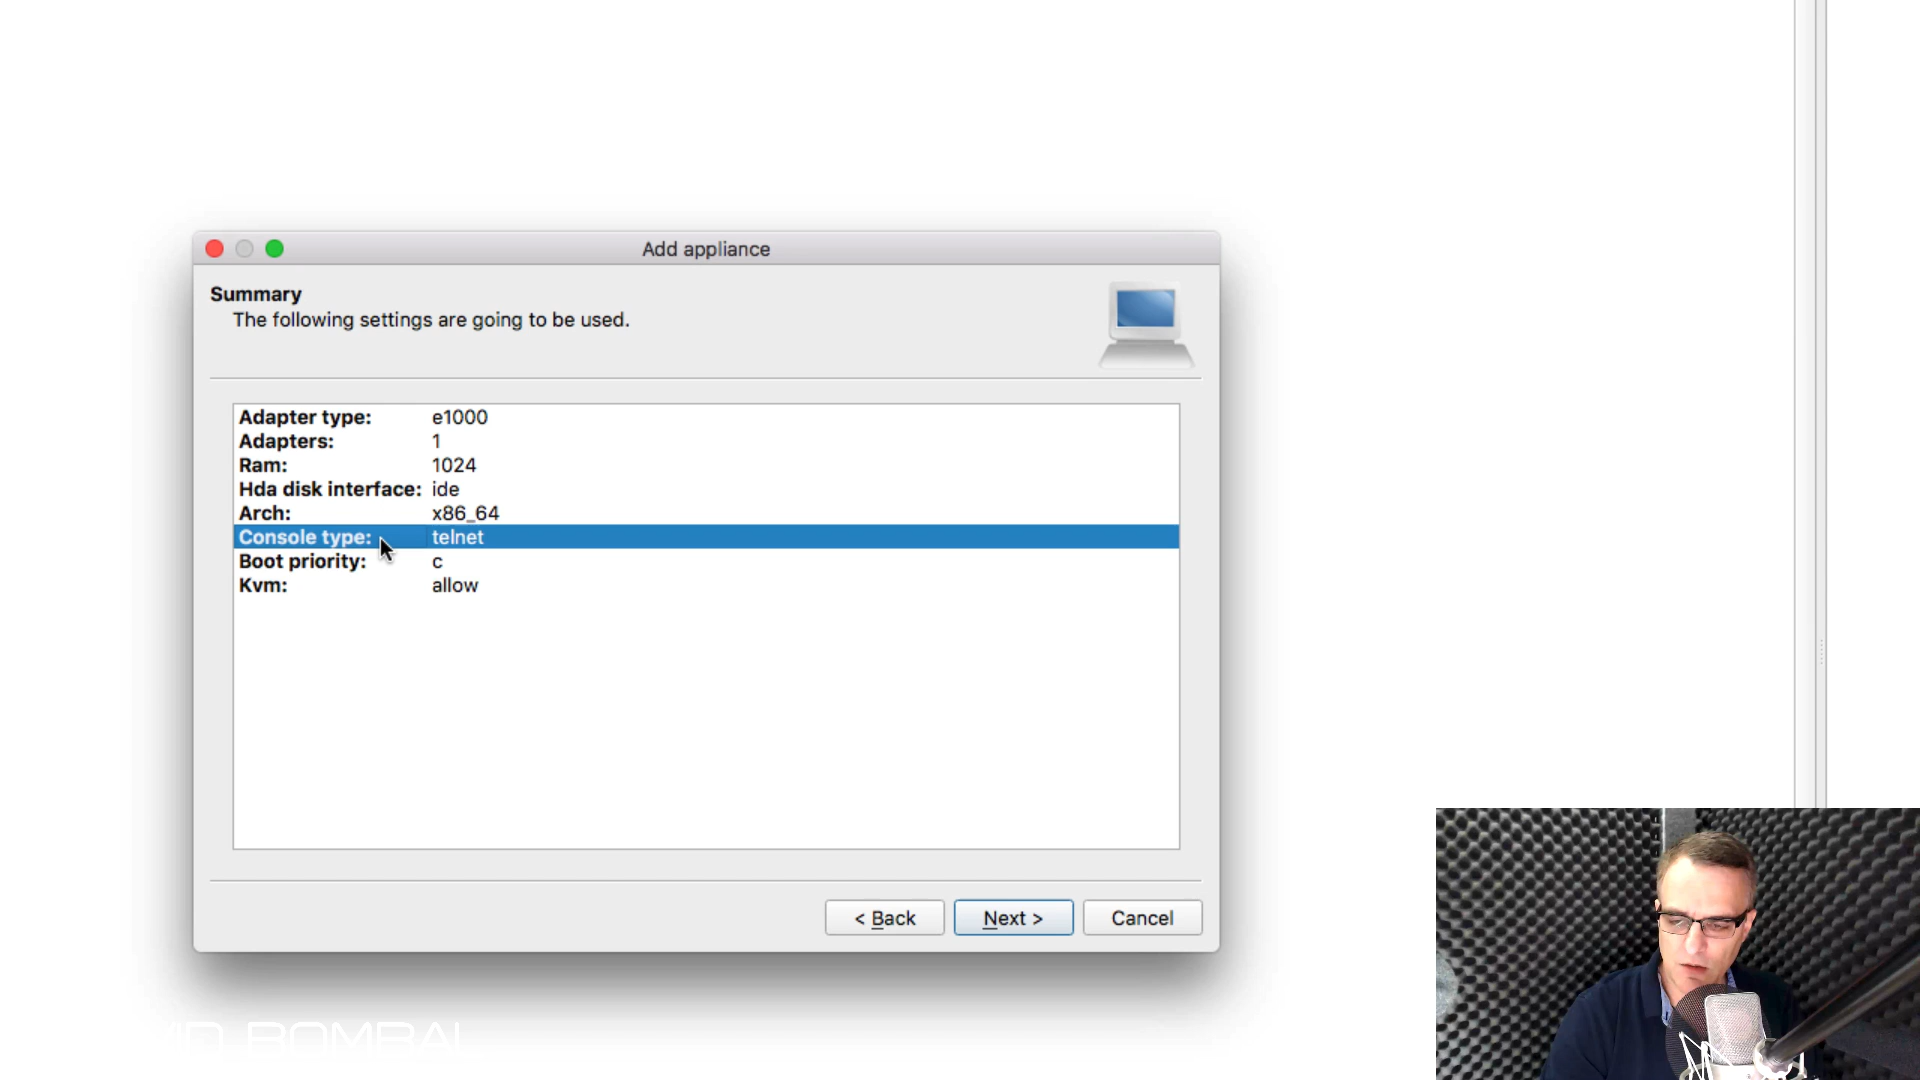 Add appliance
Summary
The following settings are going to be used.
Adapter type: e1000
Adapters: 1
Ram: 1024
Hda disk interface: ide
Arch: x86_64
Console type: telnet
Boot priority: c
Kvm: allow
< Back
Next >
Cancel